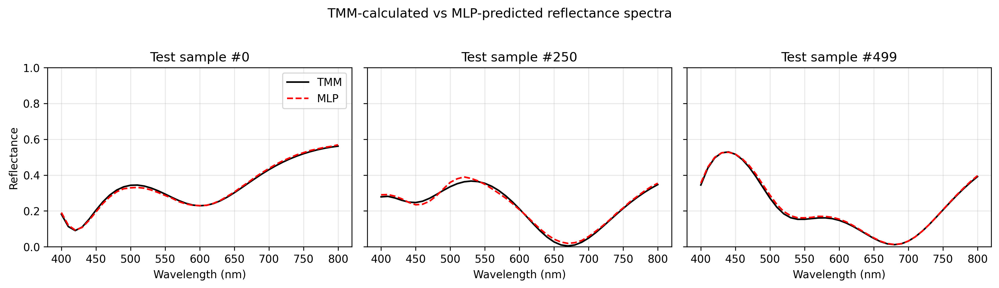 TMM-calculated vs MLP-predicted reflectance spectra
Test sample #0
Test sample #250
Test sample #499
TMM
MLP
Reflectance
1.0
0.8
0.6
0.4
0.2
0.0
400 450 500 550 600 650 700 750 800
400 450 500 550 600 650 700 750 800
400 450 500 550 600 650 700 750 800
Wavelength (nm)
Wavelength (nm)
Wavelength (nm)